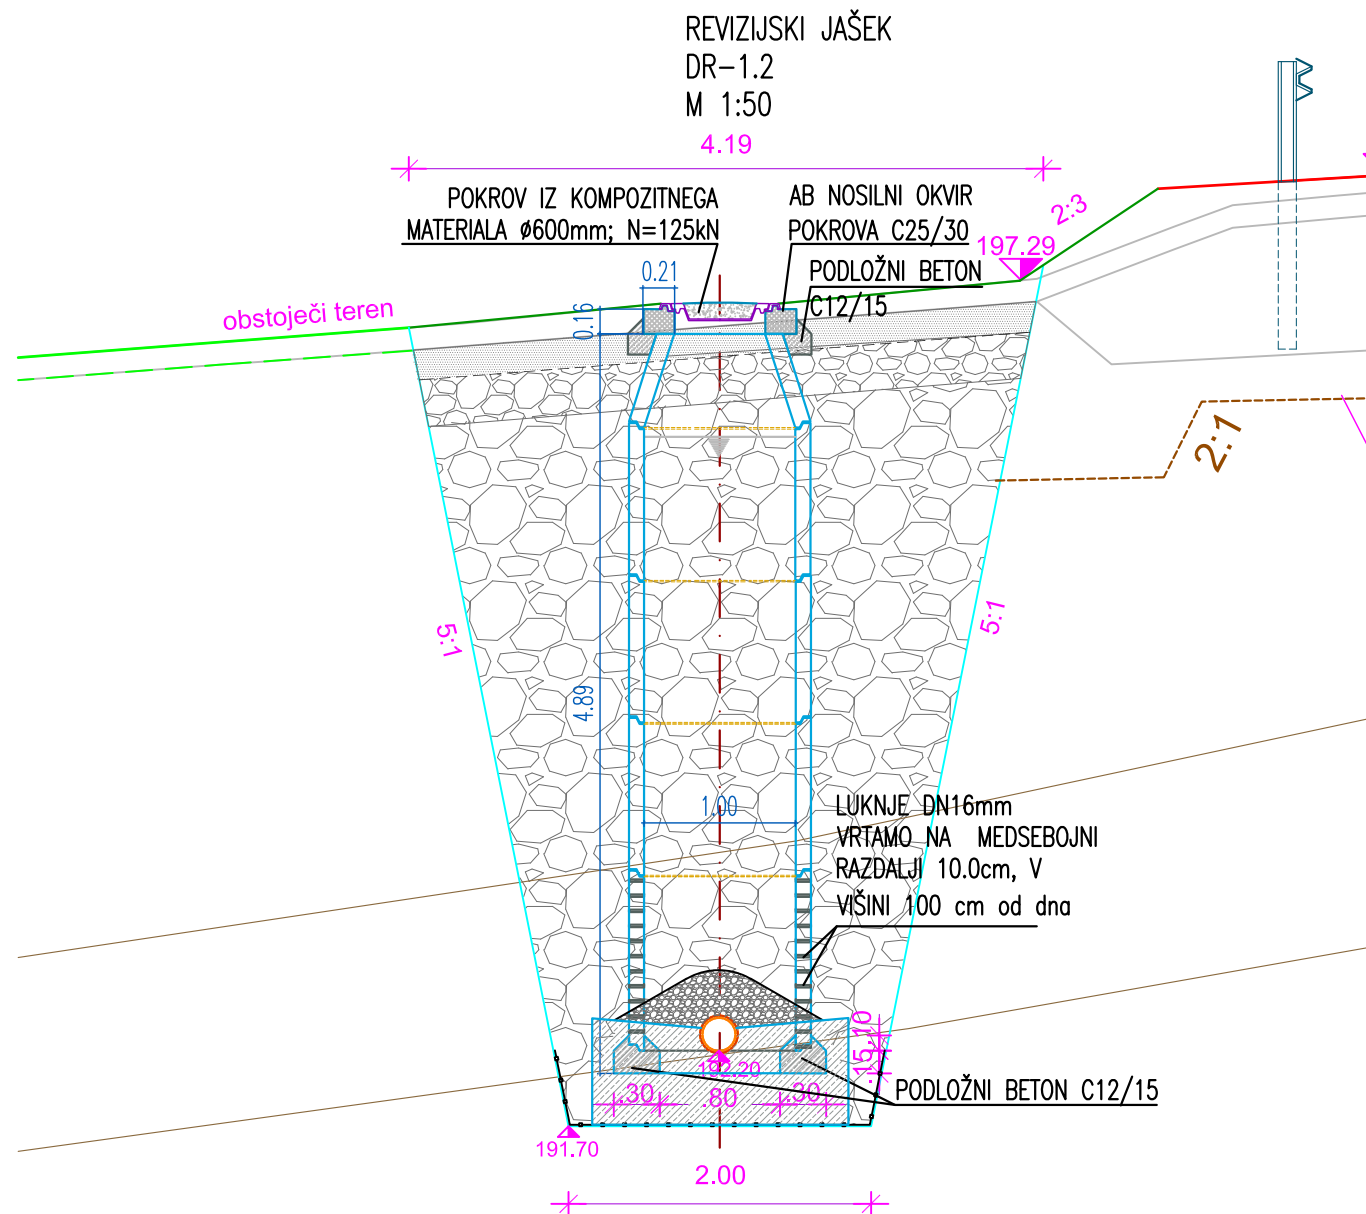 REVIZIJSKI JAŠEK
DR-1.2
M 1:50
4.19
POKROV IZ KOMPOZITNEGA
MATERIALA ø600mm; N=125kN
AB NOSILNI OKVIR
POKROVA C25/30
2:3
197.29
PODLOŽNI BETON
C12/15
0.21
0.16
obstoječi teren
2:1
5:1
5:1
4.89
1.00
LUKNJE DN16mm
VRTAMO NA MEDSEBOJNI
RAZDALJI 10.0cm, V
VIŠINI 100 cm od dna
.10
.15
192.20
.30
.80
.30
PODLOŽNI BETON C12/15
191.70
2.00